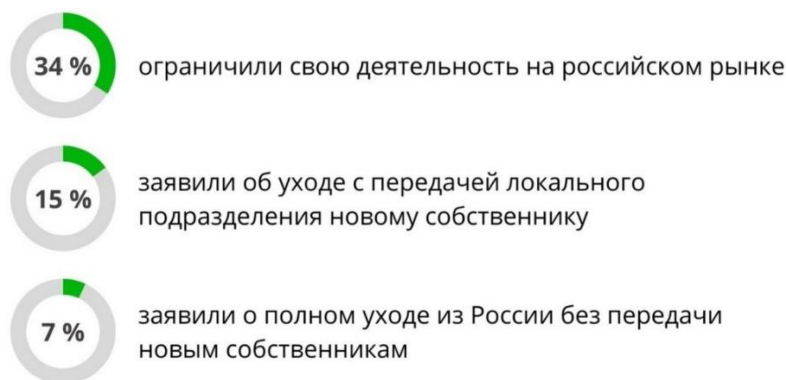 34 %
ограничили свою деятельность на российском рынке
15 %
заявили об уходе с передачей локального
подразделения новому собственнику
7 %
заявили о полном уходе из России без передачи
новым собственникам